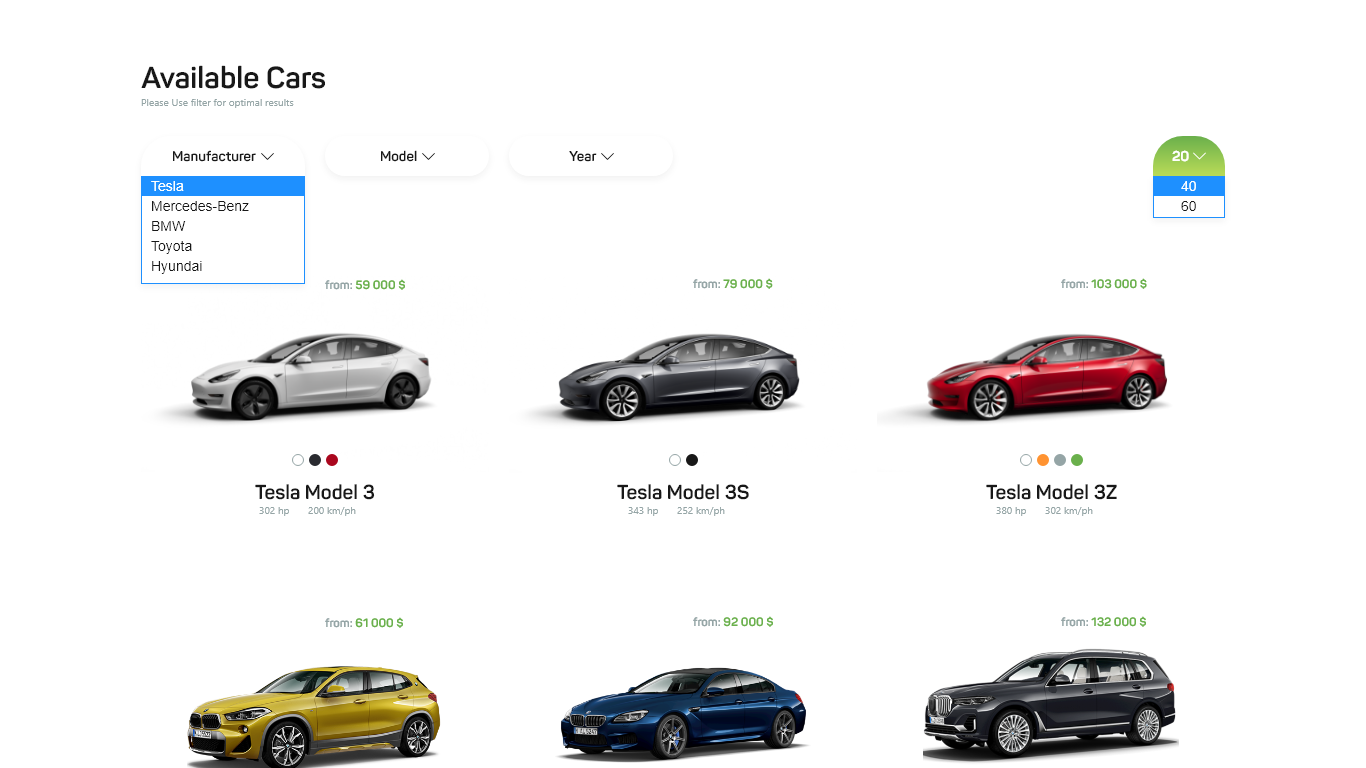 Available Cars
Please Use filter for optimal results
Manufacturer Model Year 20
Tesla 40
Mercedes-Benz 60
BMW
Toyota
Hyundai
from: 59 000 $ from: 79 000 $ from: 103 000 $
Tesla Model 3 Tesla Model 3S Tesla Model 3Z
302 hp 200 km/ph 343 hp 252 km/ph 380 hp 302 km/ph
from: 61 000 $ from: 92 000 $ from: 132 000 $